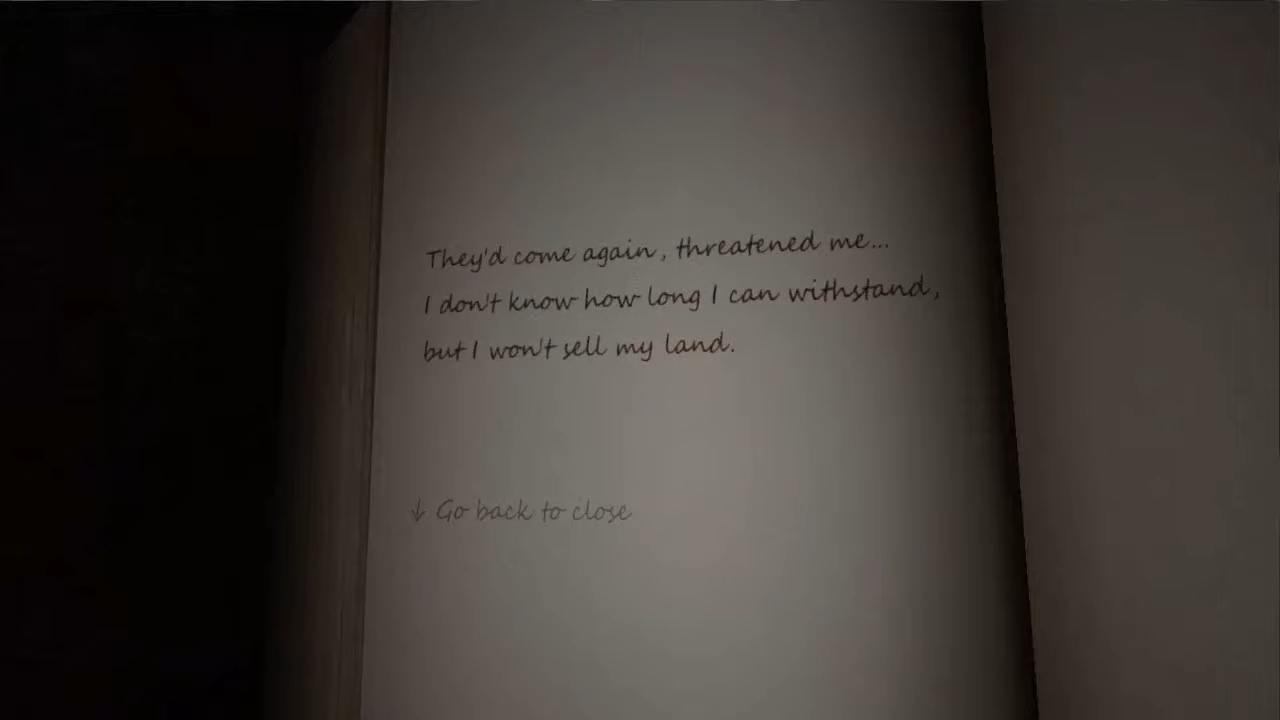 They'd come again, threatened me...
I don't know how long I can withstand,
but I won't sell my land.
↓ Go back to close